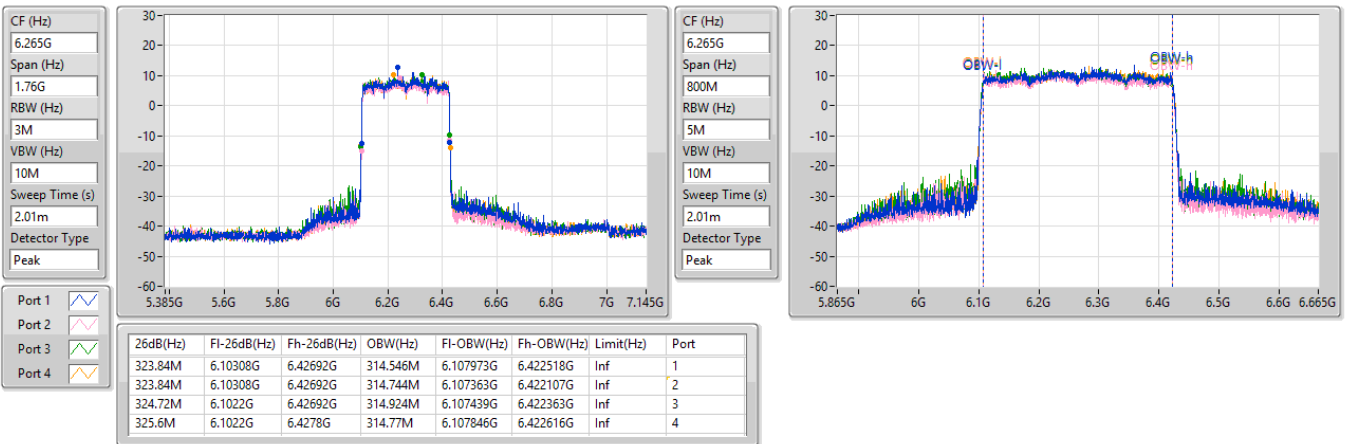 CF (Hz)
6.265G
Span (Hz)
1.76G
RBW (Hz)
3M
VBW (Hz)
10M
Sweep Time (s)
2.01m
Detector Type
Peak
30
20
10
0
-10
-20
-30
-40
-50
-60
5.385G 5.6G 5.8G 6G 6.2G 6.4G 6.6G 6.8G 7G 7.145G
CF (Hz)
6.265G
Span (Hz)
800M
RBW (Hz)
5M
VBW (Hz)
10M
Sweep Time (s)
2.01m
Detector Type
Peak
30
20
10
0
-10
-20
-30
-40
-50
-60
OBW-l OBW-h
5.865G 6G 6.1G 6.2G 6.3G 6.4G 6.5G 6.6G 6.665G
Port 1
Port 2
Port 3
Port 4
26dB(Hz) Fl-26dB(Hz) Fh-26dB(Hz) OBW(Hz) Fl-OBW(Hz) Fh-OBW(Hz) Limit(Hz) Port
323.84M 6.10308G 6.42692G 314.546M 6.107973G 6.422518G Inf 1
323.84M 6.10308G 6.42692G 314.744M 6.107363G 6.422107G Inf 2
324.72M 6.1022G 6.42692G 314.924M 6.107439G 6.422363G Inf 3
325.6M 6.1022G 6.4278G 314.77M 6.107846G 6.422616G Inf 4